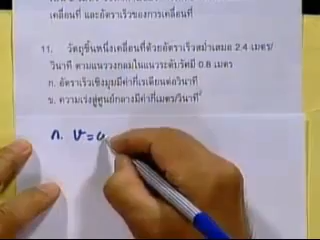 เคลื่อนที่ และอัตราเร็วของการเคลื่อนที่
11. วัตถุชิ้นหนึ่งเคลื่อนที่ด้วยอัตราเร็วสม่ำเสมอ 2.4 เมตร/
วินาที ตามแนววงกลมในแนวระดับรัศมี 0.8 เมตร
ก. อัตราเร็วเชิงมุมมีค่ากี่เรเดียนต่อวินาที
ข. ความเร่งสู่ศูนย์กลางมีค่ากี่เมตร/วินาที²
ก. v =